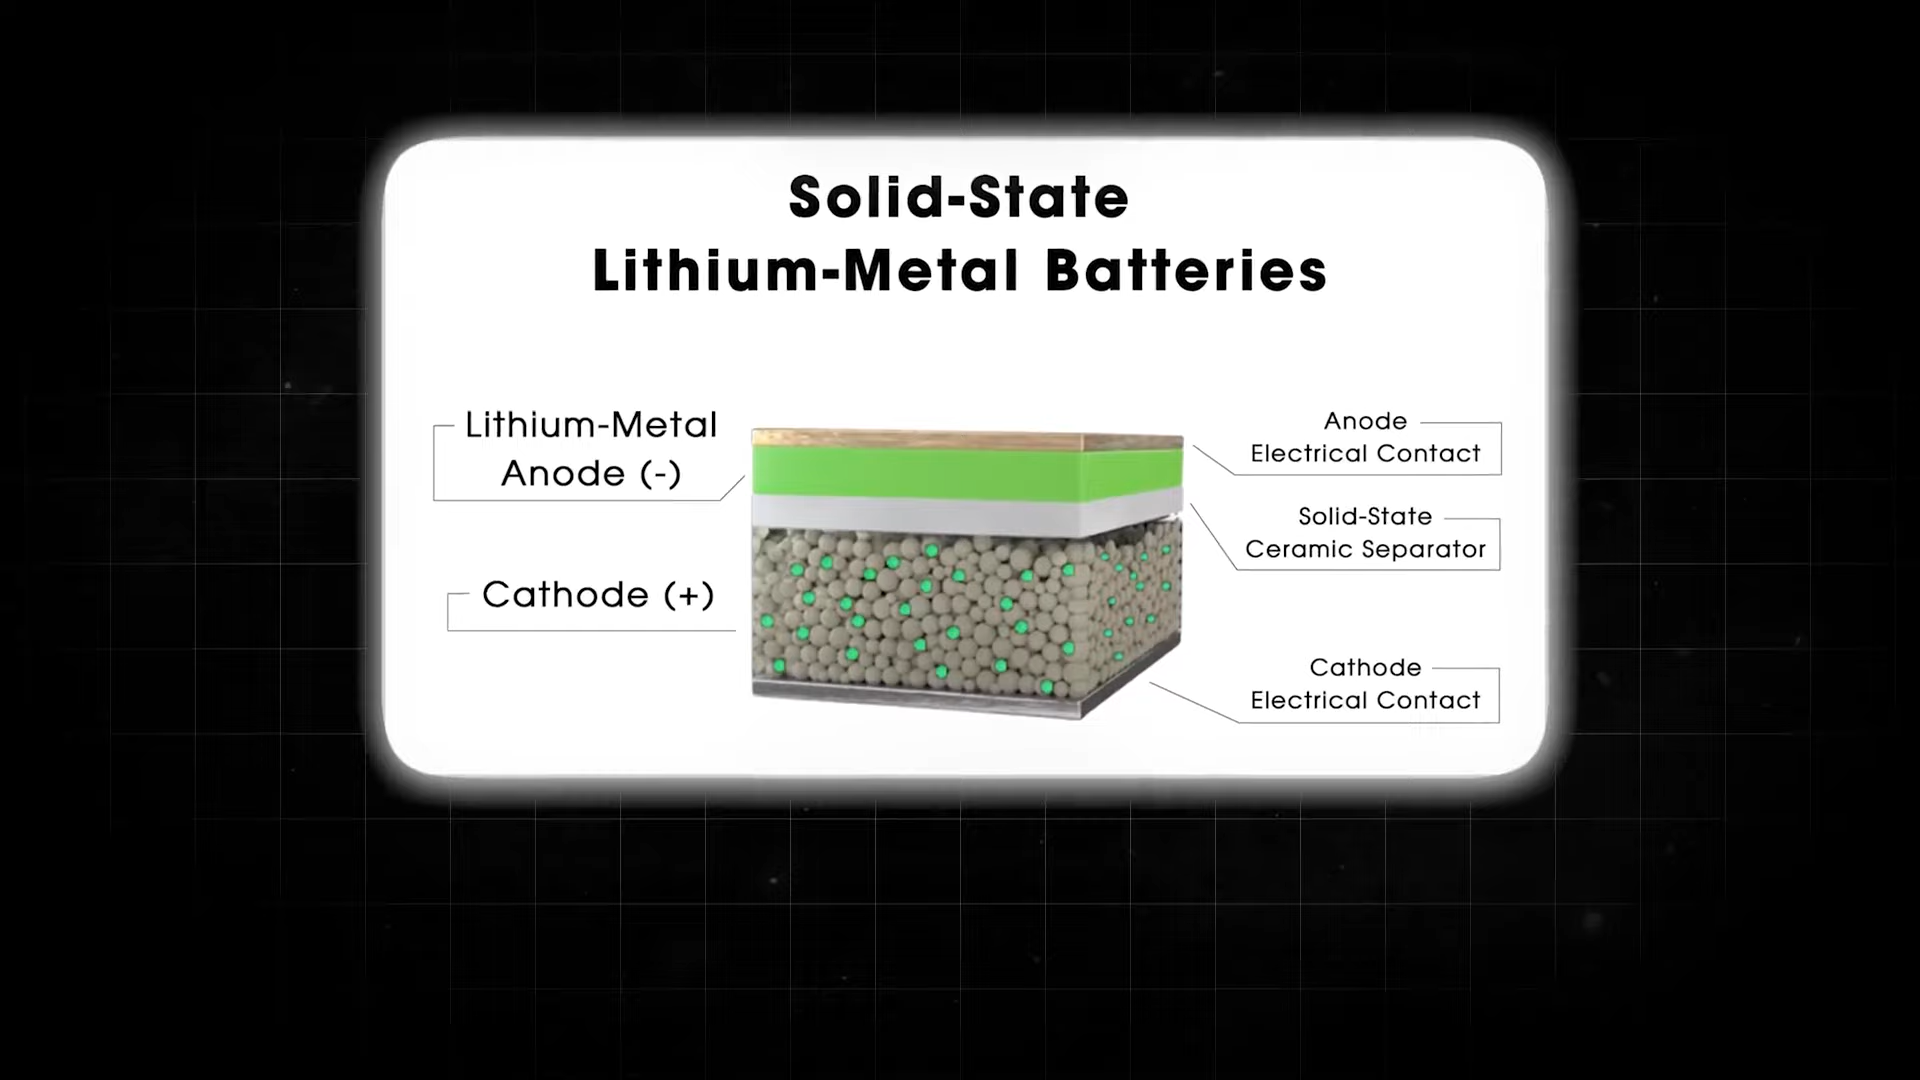 Solid-State
Lithium-Metal Batteries
Lithium-Metal
Anode (-)
Cathode (+)
Anode
Electrical Contact
Solid-State
Ceramic Separator
Cathode
Electrical Contact